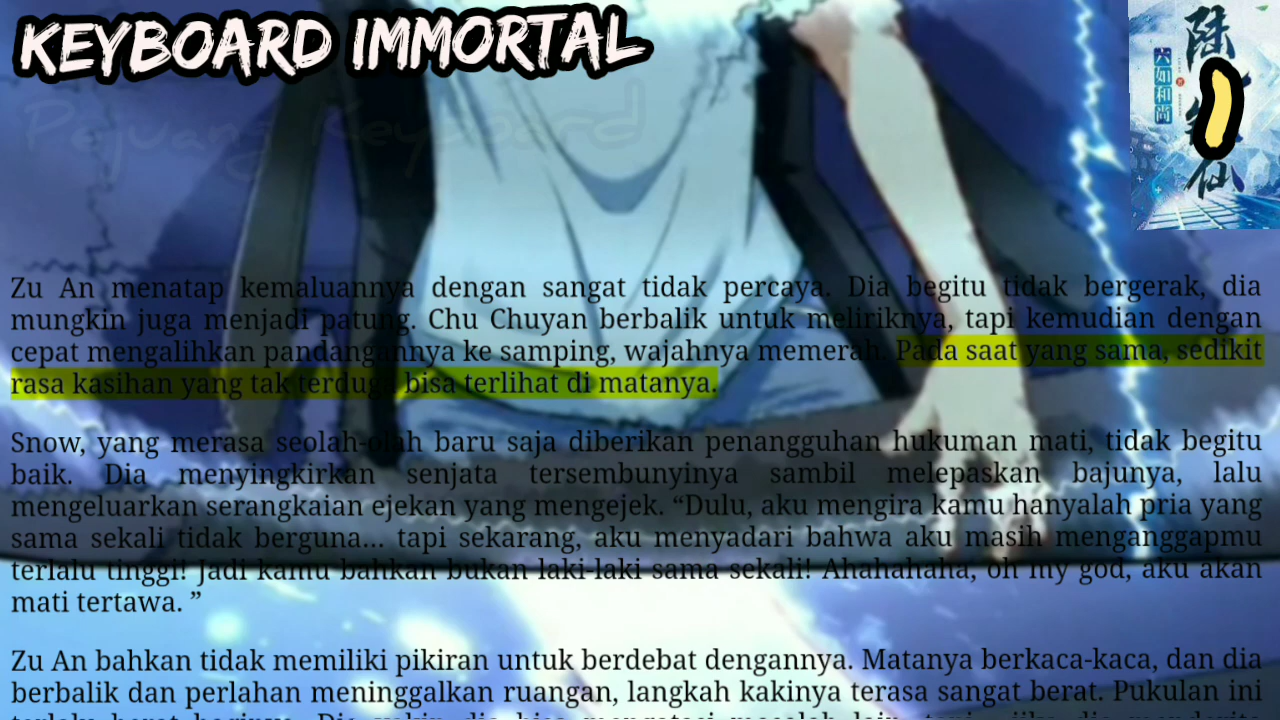 KEYBOARD IMMORTAL
Pejuang Keyboard
六如和尚
Zu An menatap kemaluannya dengan sangat tidak percaya. Dia begitu tidak bergerak, dia
mungkin juga menjadi patung. Chu Chuyan berbalik untuk meliriknya, tapi kemudian dengan
cepat mengalihkan pandangannya ke samping, wajahnya memerah. Pada saat yang sama, sedikit
rasa kasihan yang tak terduga bisa terlihat di matanya.
Snow, yang merasa seolah-olah baru saja diberikan penangguhan hukuman mati, tidak begitu
baik. Dia menyingkirkan senjata tersembunyinya sambil melepaskan bajunya, lalu
mengeluarkan serangkaian ejekan yang mengejek. “Dulu, aku mengira kamu hanyalah pria yang
sama sekali tidak berguna... tapi sekarang, aku menyadari bahwa aku masih menganggapmu
terlalu tinggi! Jadi kamu bahkan bukan laki-laki sama sekali! Ahahahaha, oh my god, aku akan
mati tertawa. ”
Zu An bahkan tidak memiliki pikiran untuk berdebat dengannya. Matanya berkaca-kaca, dan dia
berbalik dan perlahan meninggalkan ruangan, langkah kakinya terasa sangat berat. Pukulan ini